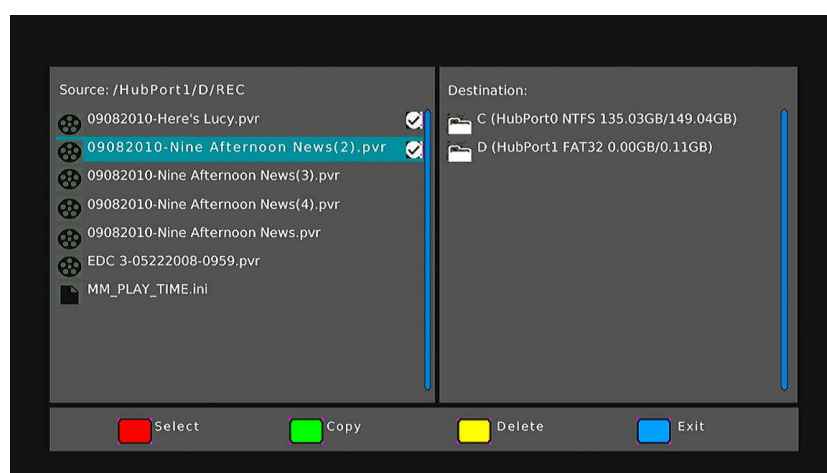 Source: /HubPort1/D/REC
09082010-Here's Lucy.pvr
09082010-Nine Afternoon News(2).pvr
09082010-Nine Afternoon News(3).pvr
09082010-Nine Afternoon News(4).pvr
09082010-Nine Afternoon News.pvr
EDC 3-05222008-0959.pvr
MM_PLAY_TIME.ini
Destination:
C (HubPort0 NTFS 135.03GB/149.04GB)
D (HubPort1 FAT32 0.00GB/0.11GB)
Select
Copy
Delete
Exit